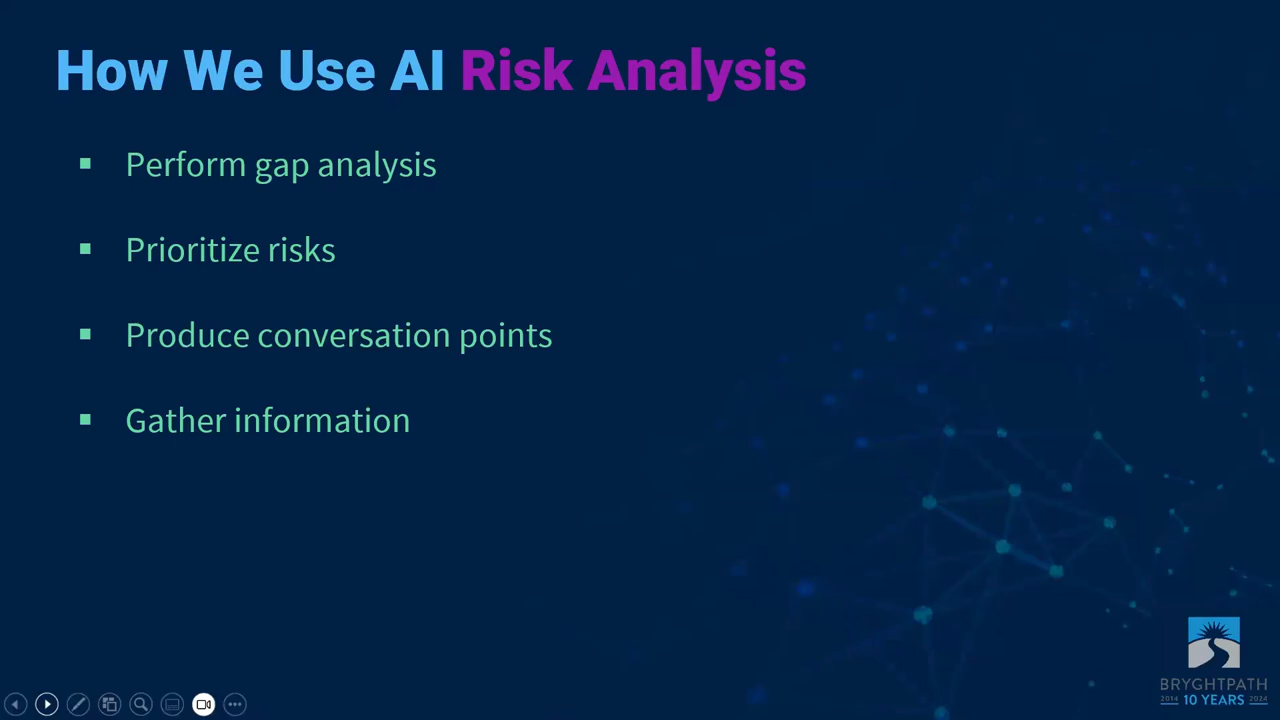 How We Use AI Risk Analysis
Perform gap analysis
Prioritize risks
Produce conversation points
Gather information
BRYGHTPATH
2014 10 YEARS 2024